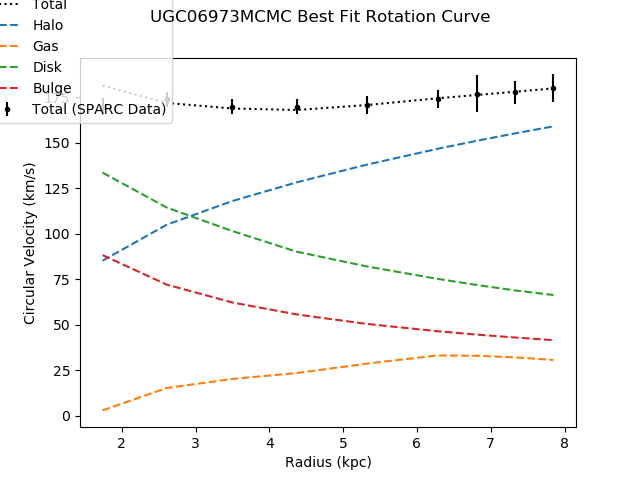 UGC06973MCMC Best Fit Rotation Curve
Total
Halo
Gas
Disk
Bulge
Total (SPARC Data)
175
150
125
100
75
50
25
0
Circular Velocity (km/s)
2 3 4 5 6 7 8
Radius (kpc)